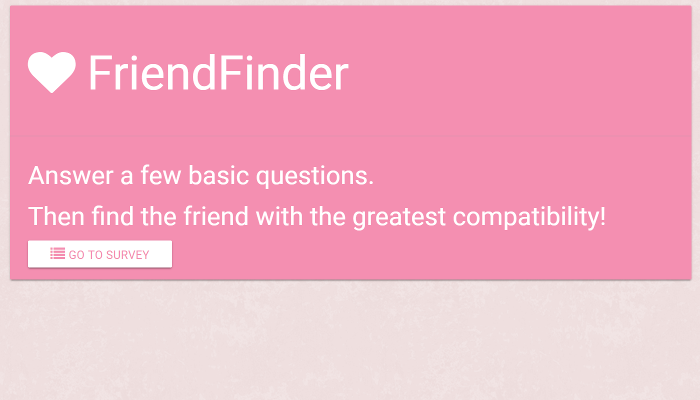 FriendFinder
Answer a few basic questions.
Then find the friend with the greatest compatibility!
GO TO SURVEY